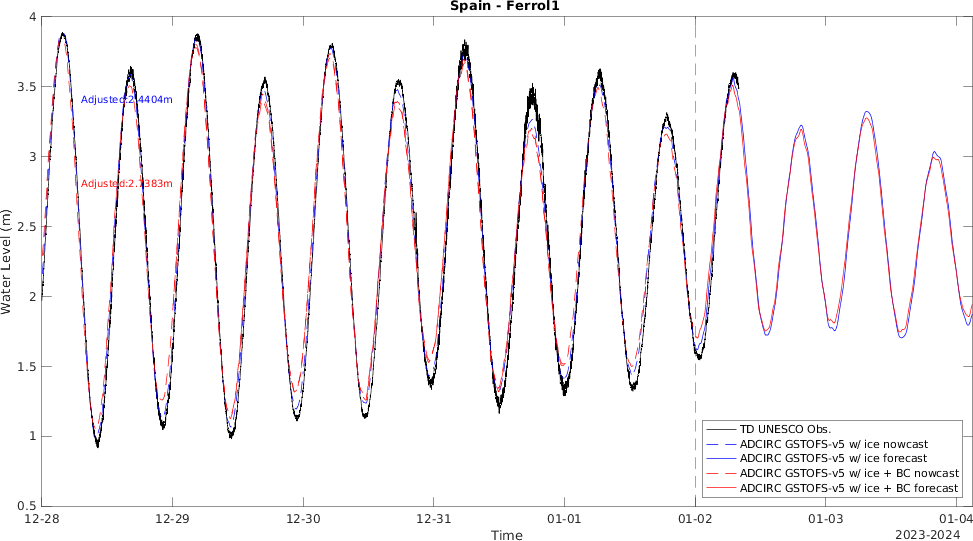 Spain - Ferrol1
4
3.5
3
2.5
2
1.5
1
0.5
Water Level (m)
Adjusted:2.4404m
Adjusted:2.7383m
TD UNESCO Obs.
ADCIRC GSTOFS-v5 w/ ice nowcast
ADCIRC GSTOFS-v5 w/ ice forecast
ADCIRC GSTOFS-v5 w/ ice + BC nowcast
ADCIRC GSTOFS-v5 w/ ice + BC forecast
12-28 12-29 12-30 12-31 01-01 01-02 01-03 01-04
Time
2023-2024